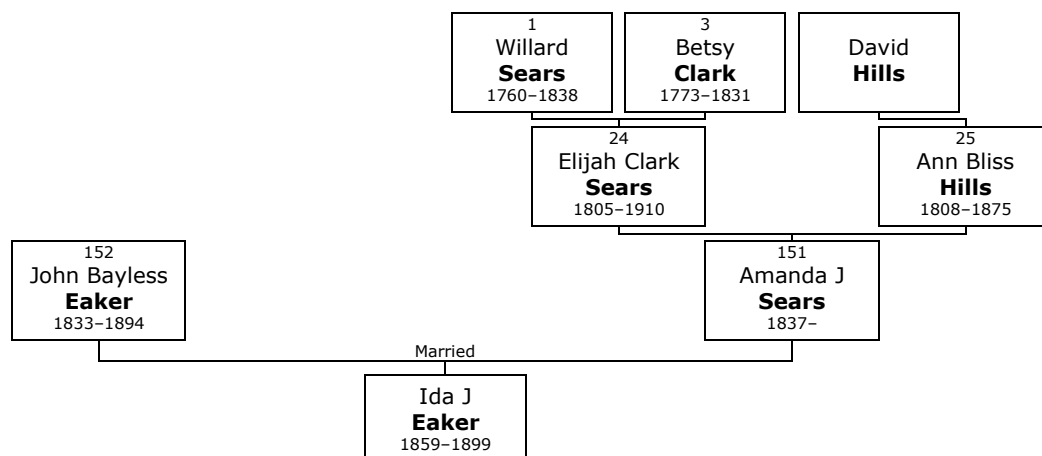 1
Willard
Sears
1760–1838
3
Betsy
Clark
1773–1831
David
Hills
24
Elijah Clark
Sears
1805–1910
25
Ann Bliss
Hills
1808–1875
152
John Bayless
Eaker
1833–1894
151
Amanda J
Sears
1837–
Married
Ida J
Eaker
1859–1899